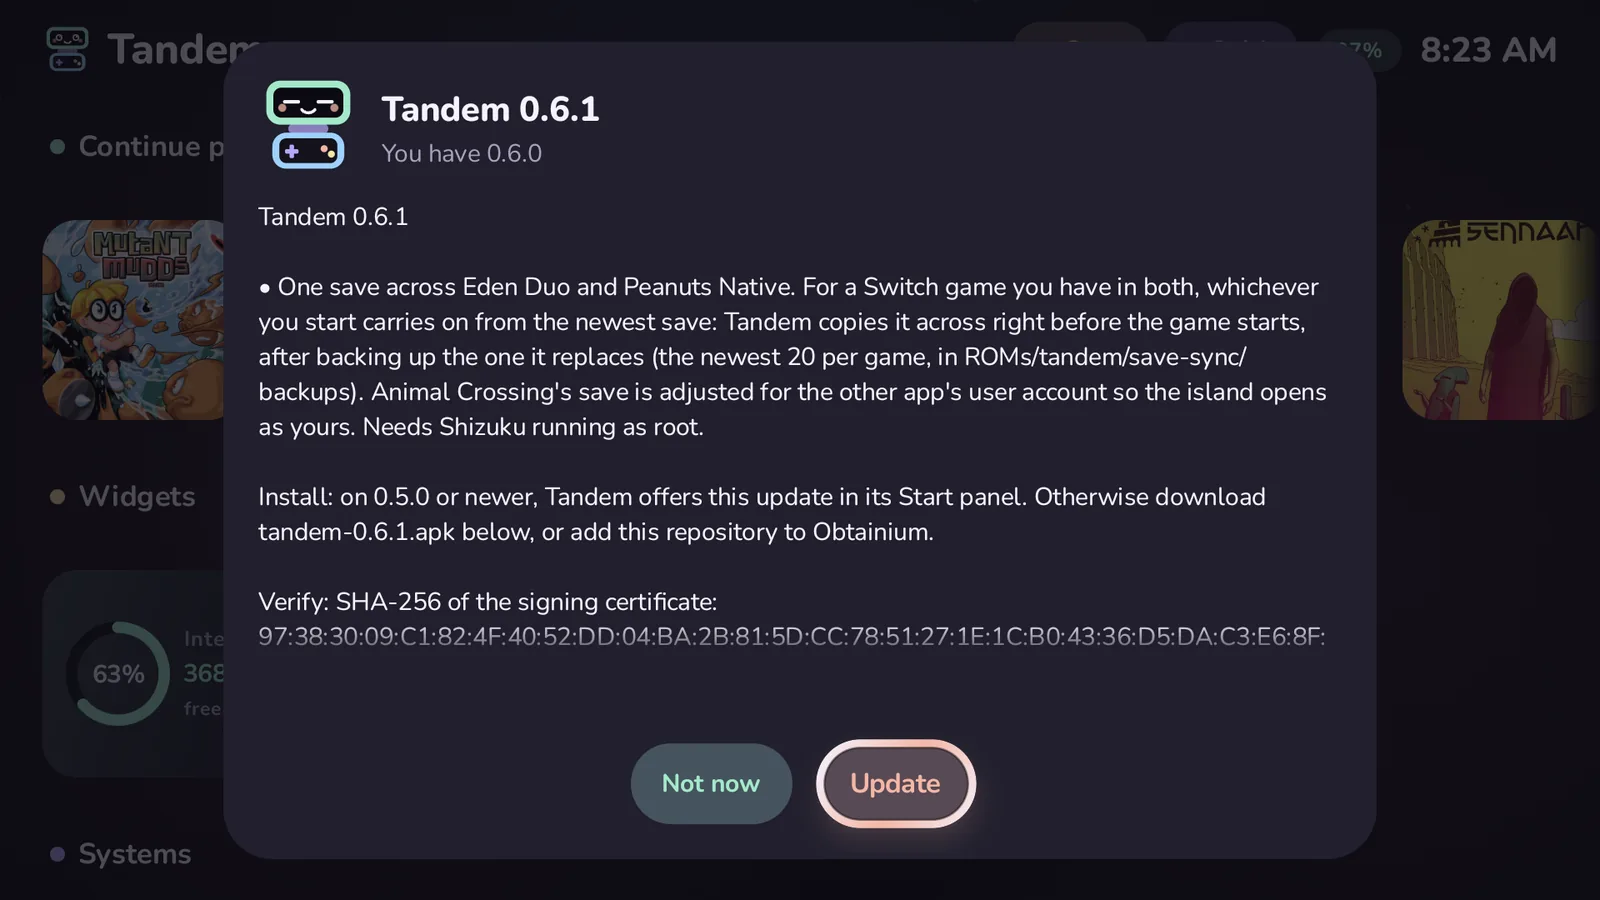 Tandem
7%
8:23 AM
Tandem 0.6.1
You have 0.6.0
Continue p
Tandem 0.6.1
• One save across Eden Duo and Peanuts Native. For a Switch game you have in both, whichever
you start carries on from the newest save: Tandem copies it across right before the game starts,
after backing up the one it replaces (the newest 20 per game, in ROMs/tandem/save-sync/
backups). Animal Crossing's save is adjusted for the other app's user account so the island opens
as yours. Needs Shizuku running as root.
MUTANT
MUDDS
SENNAAR
Widgets
Install: on 0.5.0 or newer, Tandem offers this update in its Start panel. Otherwise download
tandem-0.6.1.apk below, or add this repository to Obtainium.
Verify: SHA-256 of the signing certificate:
97:38:30:09:C1:82:4F:40:52:DD:04:BA:2B:81:5D:CC:78:51:27:1E:1C:B0:43:36:D5:DA:C3:E6:8F:
63%
Inte
368
free
Not now
Update
Systems